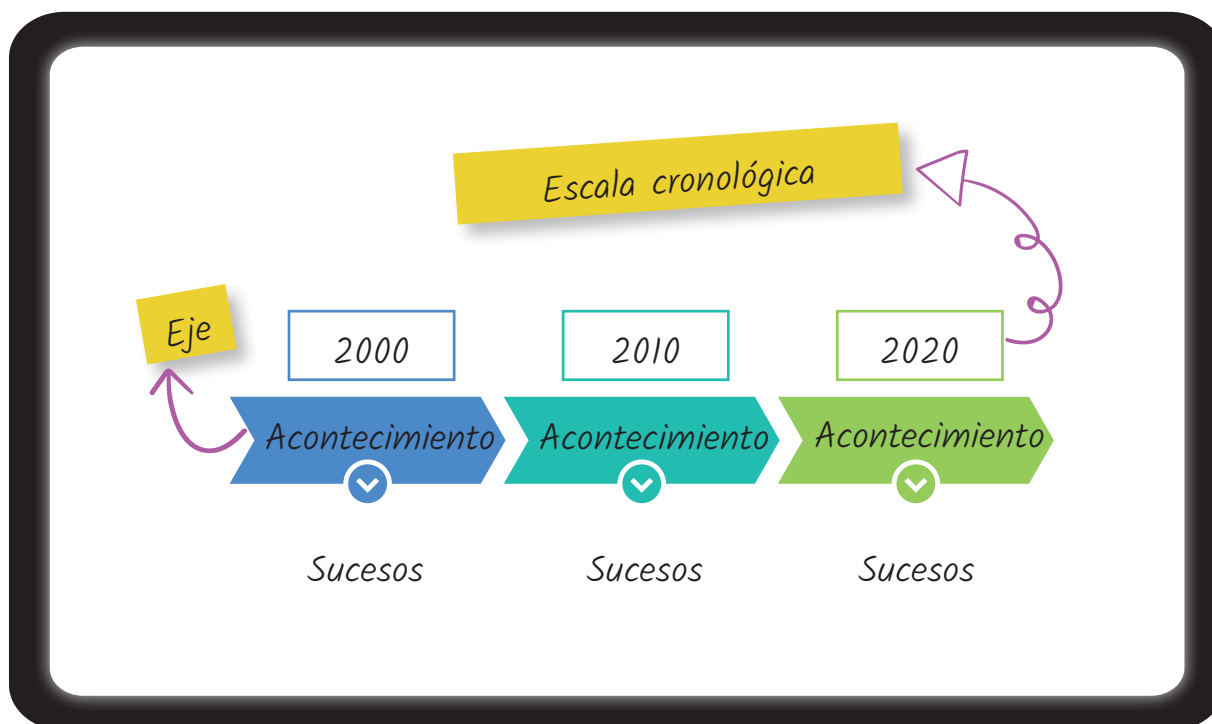 Escala cronológica
Eje
2000 2010 2020
Acontecimiento Acontecimiento Acontecimiento
Sucesos Sucesos Sucesos